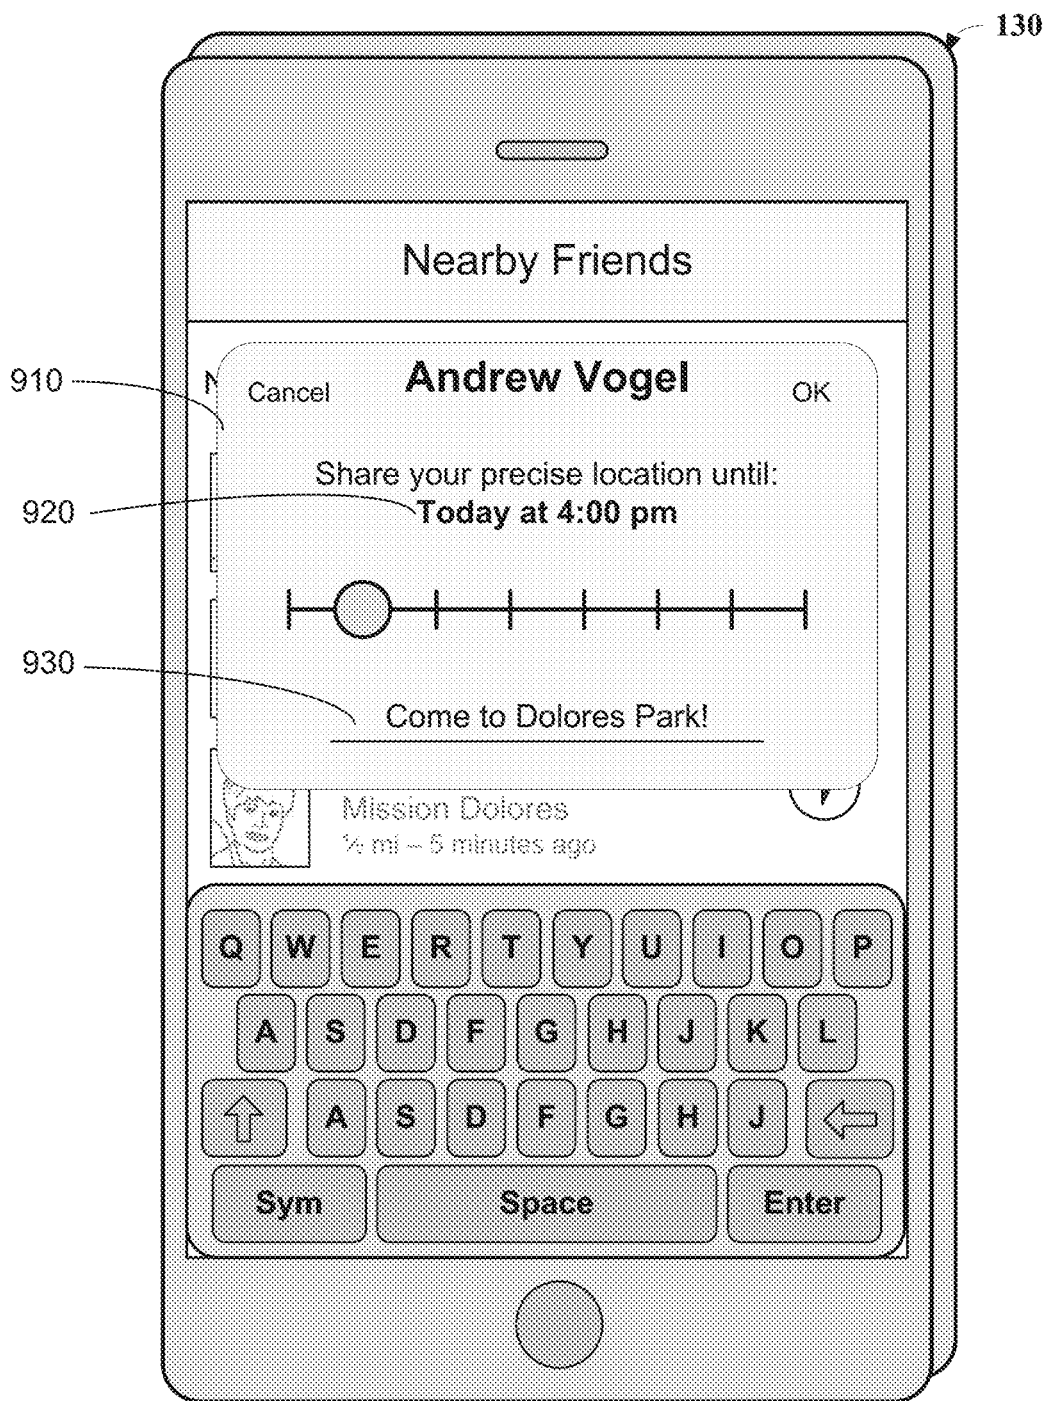 130
Nearby Friends
910
N
Cancel
Andrew Vogel
OK
Share your precise location until:
920
Today at 4:00 pm
930
Come to Dolores Park!
Mission Dolores
½ mi – 5 minutes ago
Q W E R T Y U I O P
A S D F G H J K L
A S D F G H J
Sym Space Enter